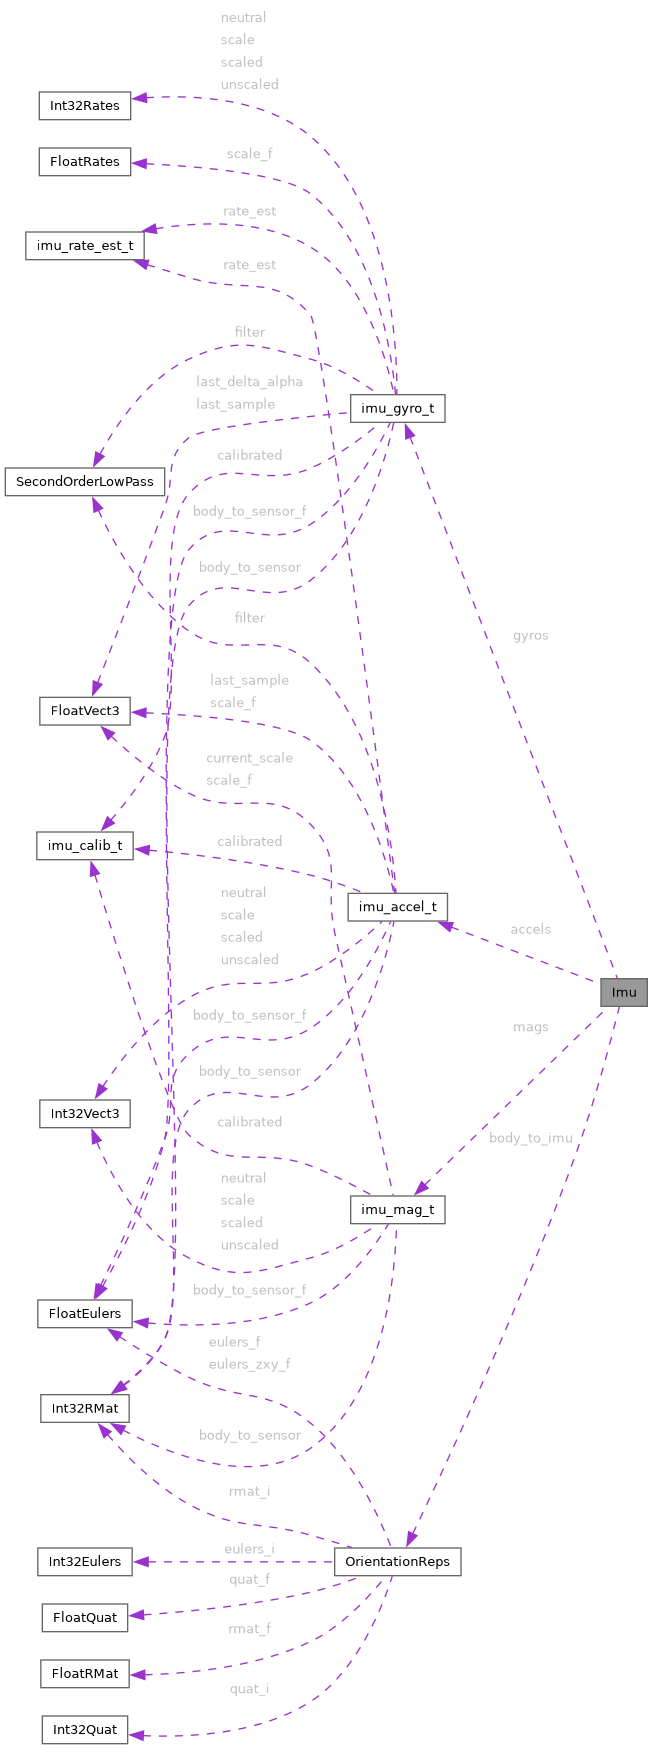 neutral
scale
scaled
unscaled
Int32Rates
scale_f
FloatRates
rate_est
imu_rate_est_t
rate_est
filter
last_delta_alpha
last_sample
imu_gyro_t
calibrated
SecondOrderLowPass
body_to_sensor_f
body_to_sensor
filter
gyros
last_sample
scale_f
FloatVect3
current_scale
scale_f
calibrated
imu_calib_t
neutral
scale
scaled
unscaled
imu_accel_t
accels
Imu
body_to_sensor_f
mags
body_to_sensor
Int32Vect3
calibrated
body_to_imu
neutral
scale
scaled
unscaled
imu_mag_t
body_to_sensor_f
FloatEulers
eulers_f
eulers_zxy_f
Int32RMat
body_to_sensor
rmat_i
eulers_i
Int32Eulers
OrientationReps
quat_f
FloatQuat
rmat_f
FloatRMat
quat_i
Int32Quat